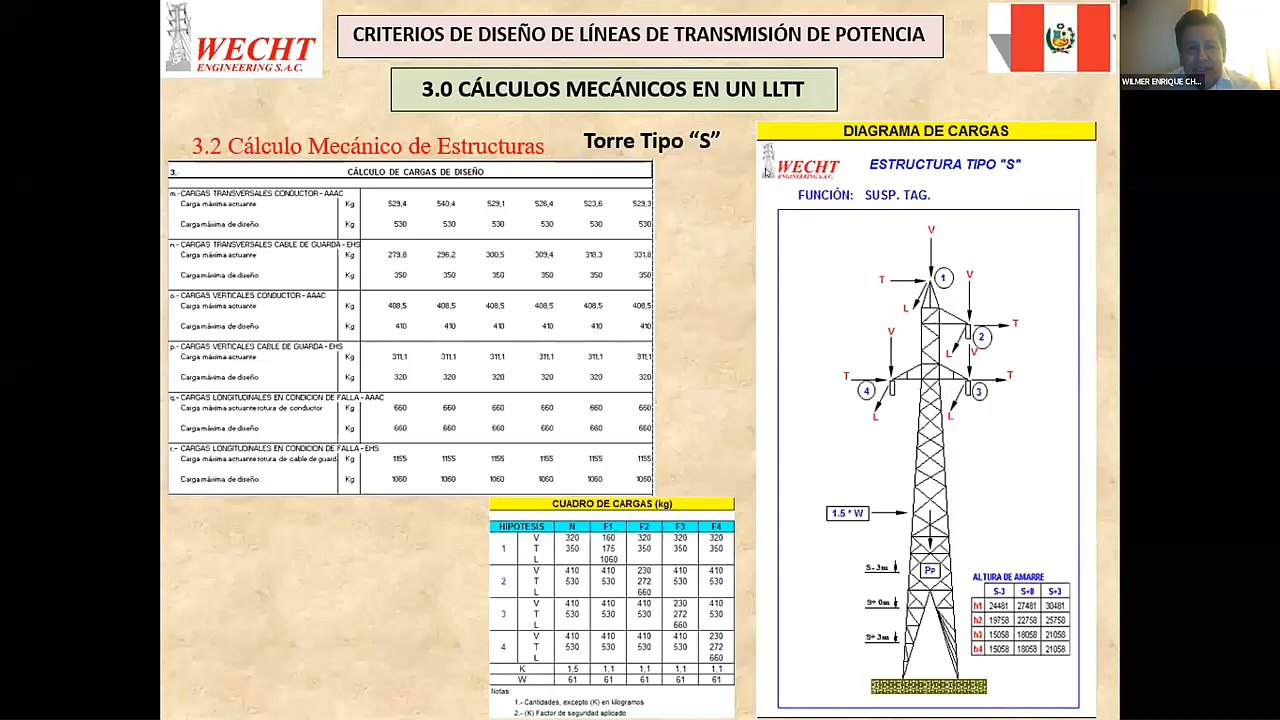 WECHT
ENGINEERING S.A.C.
CRITERIOS DE DISEÑO DE LÍNEAS DE TRANSMISIÓN DE POTENCIA
3.0 CÁLCULOS MECÁNICOS EN UN LLTT
WILMER ENRIQUE CH...
3.2 Cálculo Mecánico de Estructuras
Torre Tipo “S”
3.- CÁLCULO DE CARGAS DE DISEÑO
m.- CARGAS TRANSVERSALES CONDUCTOR - AAAC
Carga máxima actuante Kg 529,4 540,4 529,1 526,4 523,6 529,3
Carga máxima de diseño Kg 530 530 530 530 530 530
n.- CARGAS TRANSVERSALES CABLE DE GUARDA - EHS
Carga máxima actuante Kg 279,8 296,2 300,5 309,4 318,3 331,8
Carga máxima de diseño Kg 350 350 350 350 350 350
o.- CARGAS VERTICALES CONDUCTOR - AAAC
Carga máxima actuante Kg 408,5 408,5 408,5 408,5 408,5 408,5
Carga máxima de diseño Kg 410 410 410 410 410 410
p.- CARGAS VERTICALES CABLE DE GUARDA - EHS
Carga máxima actuante Kg 311,1 311,1 311,1 311,1 311,1 311,1
Carga máxima de diseño Kg 320 320 320 320 320 320
q.- CARGAS LONGITUDINALES EN CONDICION DE FALLA - AAAC
Carga máxima actuante rotura de conductor Kg 660 660 660 660 660 660
Carga máxima de diseño Kg 660 660 660 660 660 660
r.- CARGAS LONGITUDINALES EN CONDICION DE FALLA - EHS
Carga máxima actuante rotura de cable de guard Kg 1155 1155 1155 1155 1155 1155
Carga máxima de diseño Kg 1060 1060 1060 1060 1060 1060
CUADRO DE CARGAS (kg)
HIPOTESIS N F1 F2 F3 F4
V 320 160 320 320 320
1 T 350 175 350 350 350
L 1060
V 410 410 230 410 410
2 T 530 530 272 530 530
L 660
V 410 410 410 230 410
3 T 530 530 530 272 530
L 660
V 410 410 410 410 230
4 T 530 530 530 530 272
L 660
K 1.5 1.1 1.1 1.1 1.1
W 61 61 61 61 61
Notas:
1.- Cantidades, excepto (K) en kilogramos
2.- (K) Factor de seguridad aplicado
DIAGRAMA DE CARGAS
WECHT
ENGINEERING S.A.C.
ESTRUCTURA TIPO "S"
FUNCIÓN: SUSP. TAG.
V
T 1 V
L
V T
2
L V
T T
4 3
L L
1.5 * W
S- 3m
Pp
S+ 0m
S+ 3m
ALTURA DE AMARRE
S-3 S+0 S+3
h1 24481 27481 30481
h2 19758 22758 25758
h3 15058 18058 21058
h4 15058 18058 21058